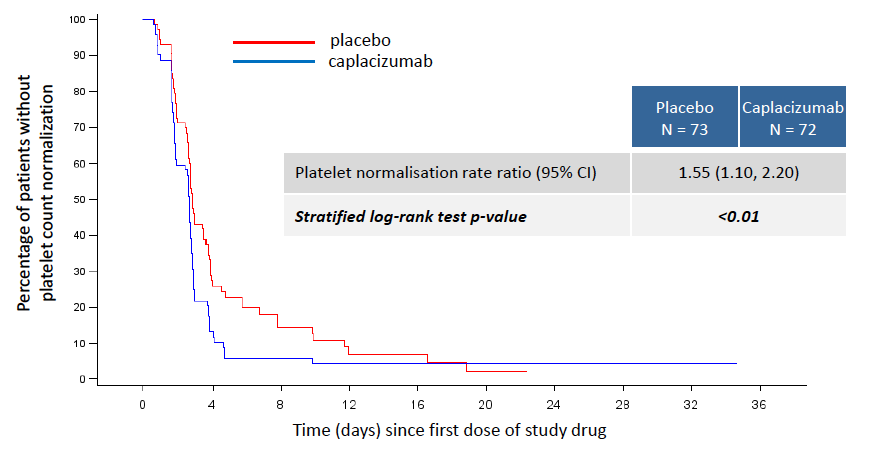 100
90
80
70
60
50
40
30
20
10
0
Percentage of patients without
platelet count normalization
placebo
caplacizumab
Placebo
N = 73
Caplacizumab
N = 72
Platelet normalisation rate ratio (95% CI)
1.55 (1.10, 2.20)
Stratified log-rank test p-value
<0.01
0 4 8 12 16 20 24 28 32 36
Time (days) since first dose of study drug